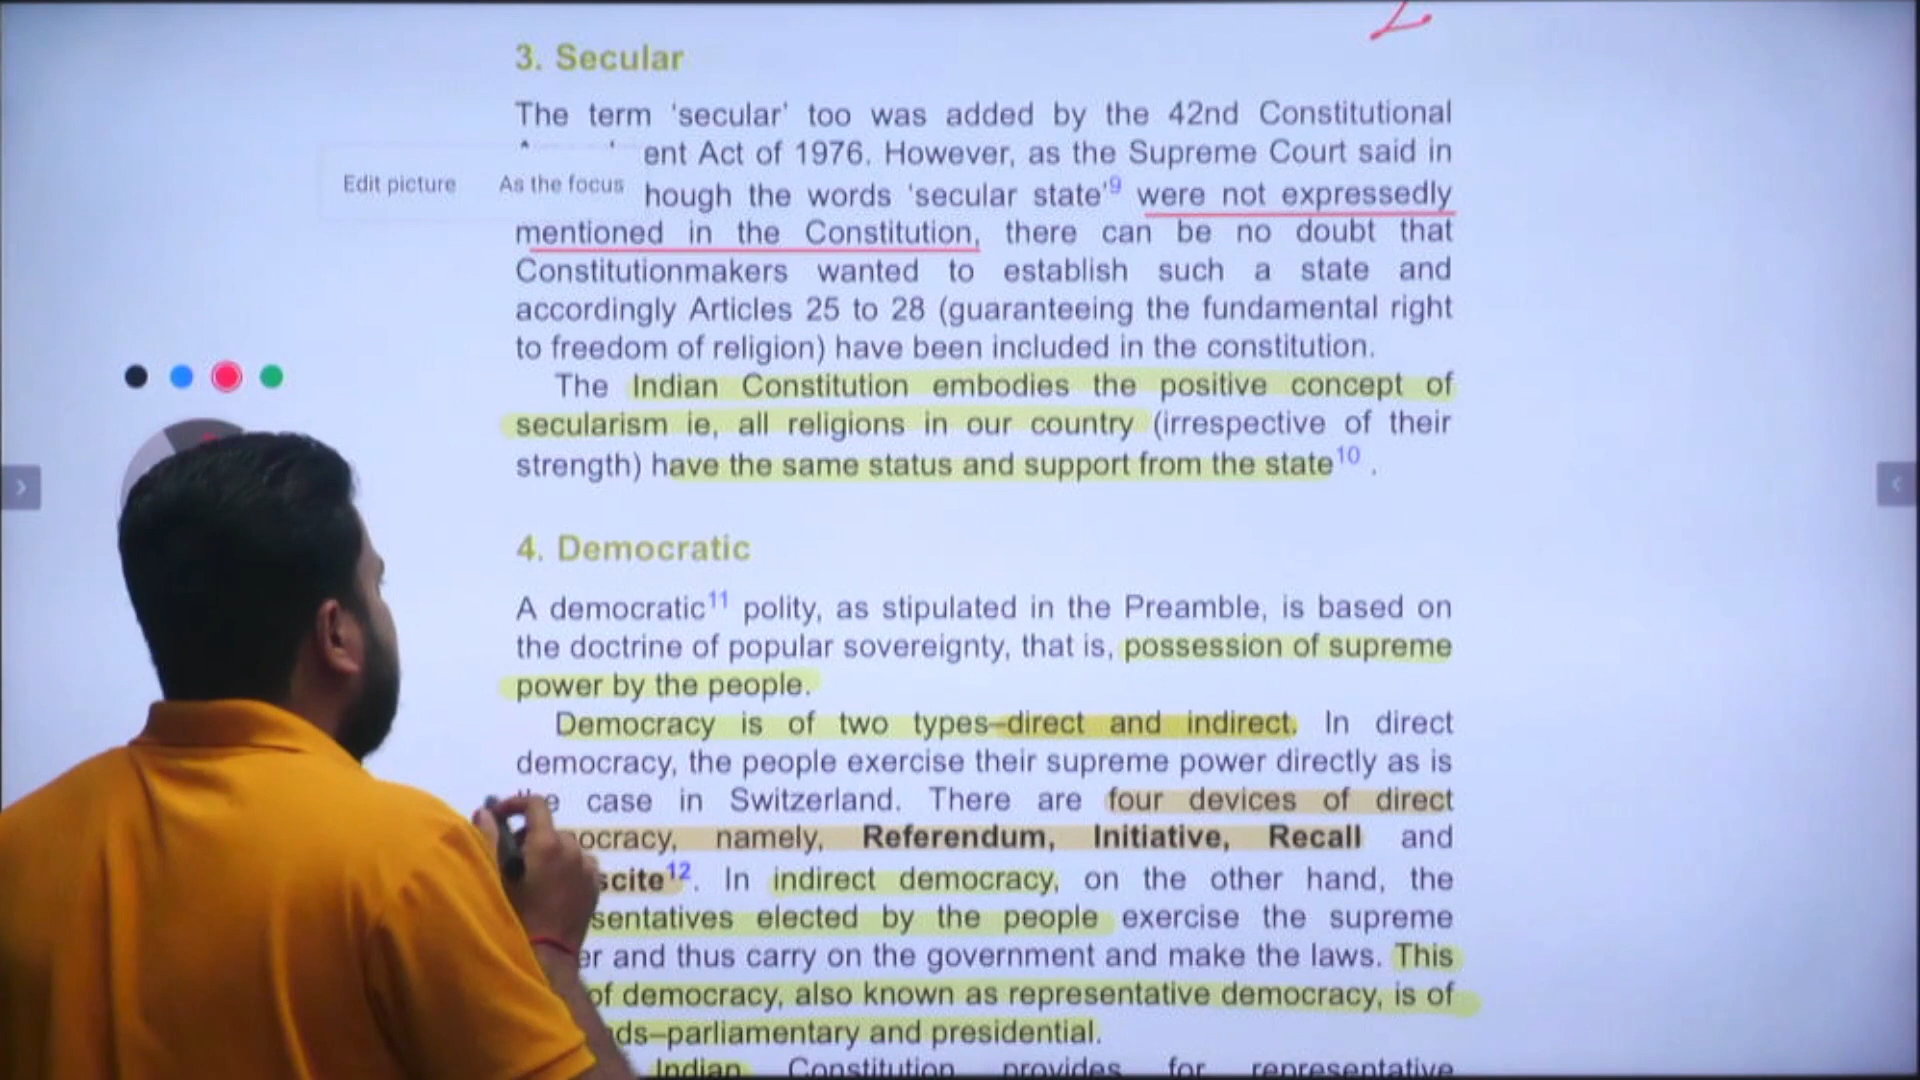 3. Secular
The term 'secular' too was added by the 42nd Constitutional
ent Act of 1976. However, as the Supreme Court said in
Edit picture As the focus
hough the words 'secular state'9 were not expressedly
mentioned in the Constitution, there can be no doubt that
Constitutionmakers wanted to establish such a state and
accordingly Articles 25 to 28 (guaranteeing the fundamental right
to freedom of religion) have been included in the constitution.
The Indian Constitution embodies the positive concept of
secularism ie, all religions in our country (irrespective of their
strength) have the same status and support from the state10 .
4. Democratic
A democratic11 polity, as stipulated in the Preamble, is based on
the doctrine of popular sovereignty, that is, possession of supreme
power by the people.
Democracy is of two types–direct and indirect. In direct
democracy, the people exercise their supreme power directly as is
case in Switzerland. There are four devices of direct
ocracy, namely, Referendum, Initiative, Recall and
scite12. In indirect democracy, on the other hand, the
sentatives elected by the people exercise the supreme
er and thus carry on the government and make the laws. This
of democracy, also known as representative democracy, is of
ds–parliamentary and presidential.
Indian Constitution provides for representative